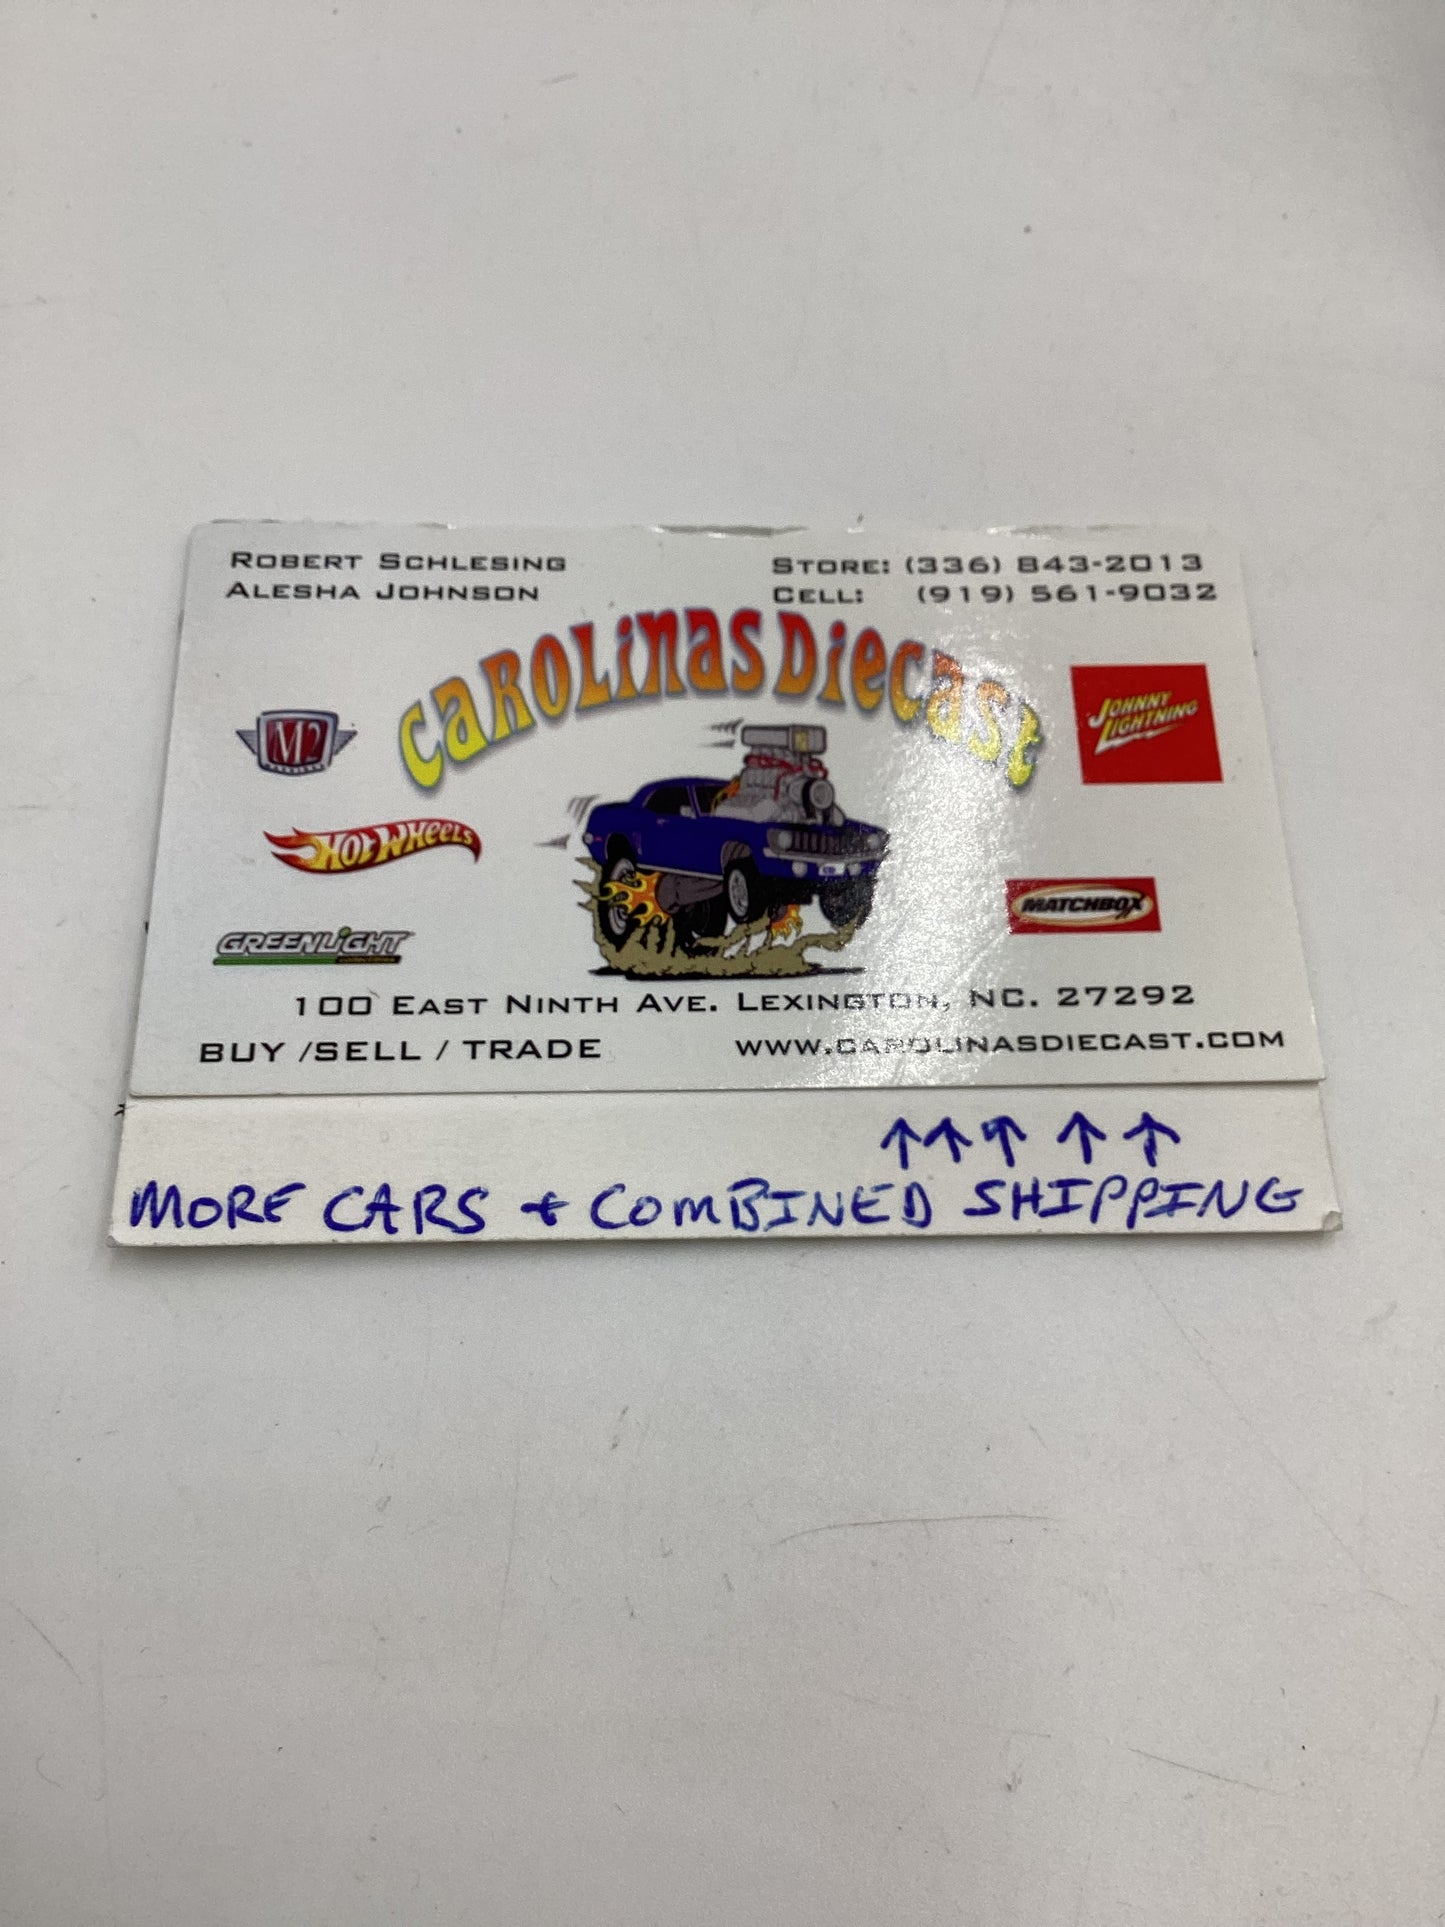 ROBERT SCHLESING
ALESHA JOHNSON
STORE: (336) 843-2013
CELL: (919) 561-9032
CAROLINAS DIECAST
M2
JOHNNY
LIGHTNING
HOT WHEELS
MATCHBOX
GREENLIGHT
100 EAST NINTH AVE. LEXINGTON, NC. 27292
BUY /SELL / TRADE
WWW.CAROLINASDIECAST.COM
↑↑↑ ↑ ↑
MORE CARS + COMBINED SHIPPING